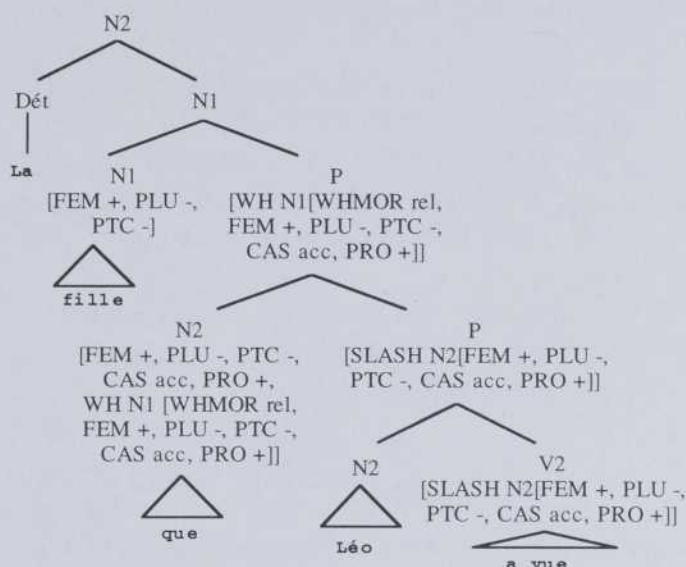 N2
Dét N1
La N1 P
[FEM +, PLU -,
PTC -]
[WH N1[WHMOR rel,
FEM +, PLU -, PTC -,
CAS acc, PRO +]]
fille
N2 P
[FEM +, PLU -, PTC -,
CAS acc, PRO +,
WH N1 [WHMOR rel,
FEM +, PLU -, PTC -,
CAS acc, PRO +]]
[SLASH N2[FEM +, PLU -,
PTC -, CAS acc, PRO +]]
N2 V2
[SLASH N2[FEM +, PLU -,
PTC -, CAS acc, PRO +]]
que
Léo
a vue